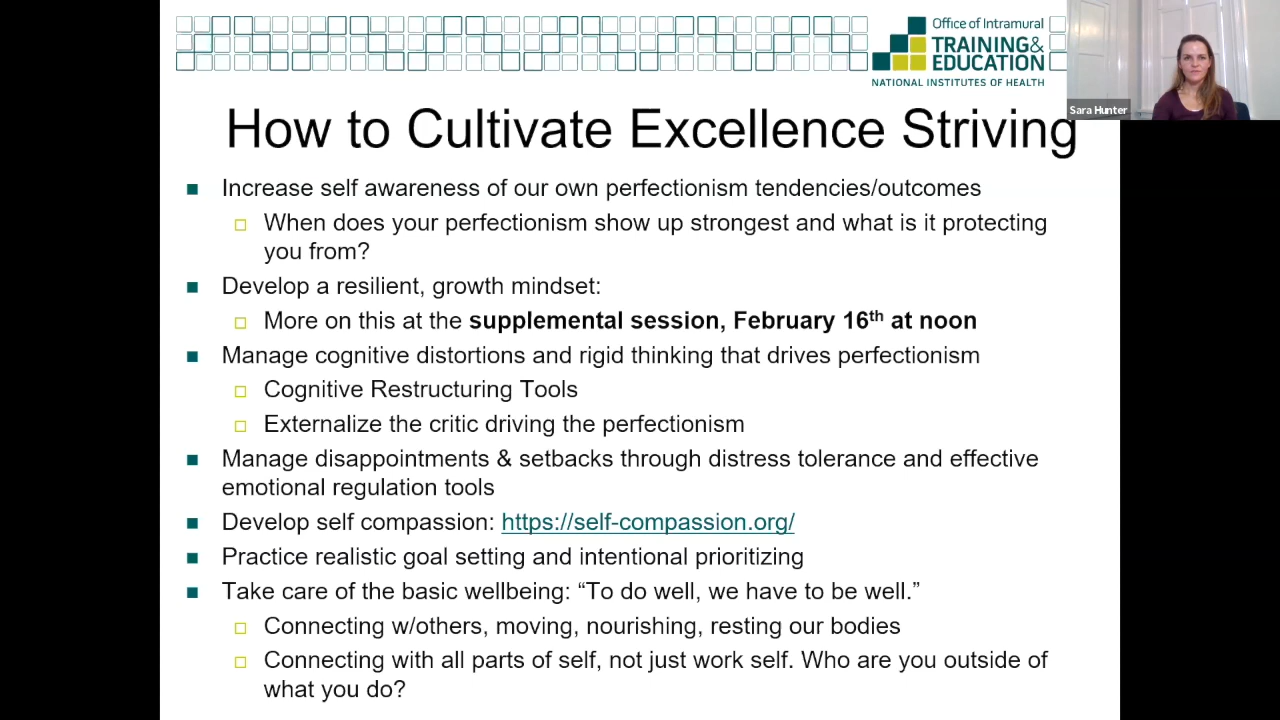 Office of Intramural
TRAINING&
EDUCATION
NATIONAL INSTITUTES OF HEALTH
Sara Hunter
How to Cultivate Excellence Striving
Increase self awareness of our own perfectionism tendencies/outcomes
When does your perfectionism show up strongest and what is it protecting
you from?
Develop a resilient, growth mindset:
More on this at the supplemental session, February 16th at noon
Manage cognitive distortions and rigid thinking that drives perfectionism
Cognitive Restructuring Tools
Externalize the critic driving the perfectionism
Manage disappointments & setbacks through distress tolerance and effective
emotional regulation tools
Develop self compassion: https://self-compassion.org/
Practice realistic goal setting and intentional prioritizing
Take care of the basic wellbeing: “To do well, we have to be well.”
Connecting w/others, moving, nourishing, resting our bodies
Connecting with all parts of self, not just work self. Who are you outside of
what you do?